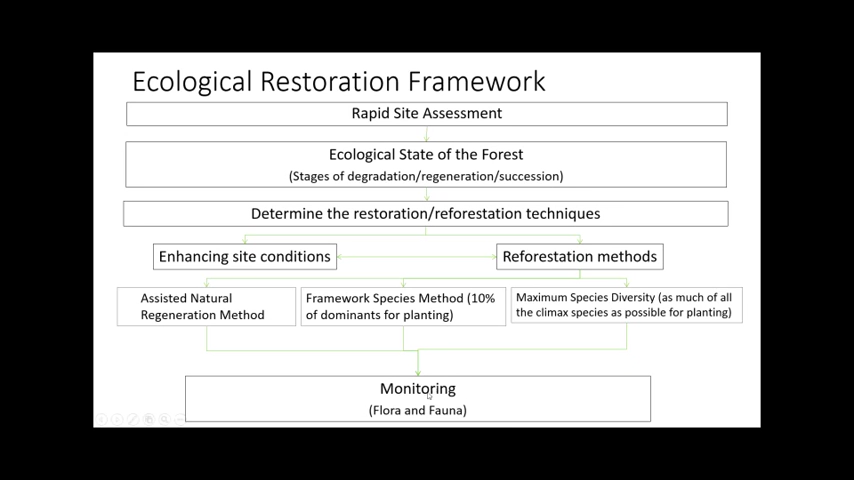 Ecological Restoration Framework
Rapid Site Assessment
Ecological State of the Forest
(Stages of degradation/regeneration/succession)
Determine the restoration/reforestation techniques
Enhancing site conditions
Reforestation methods
Assisted Natural
Regeneration Method
Framework Species Method (10%
of dominants for planting)
Maximum Species Diversity (as much of all
the climax species as possible for planting)
Monitoring
(Flora and Fauna)